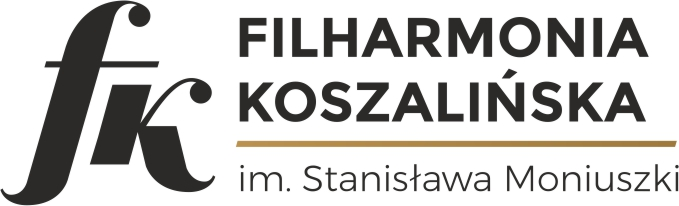 fk
FILHARMONIA
KOSZALIŃSKA
im. Stanisława Moniuszki